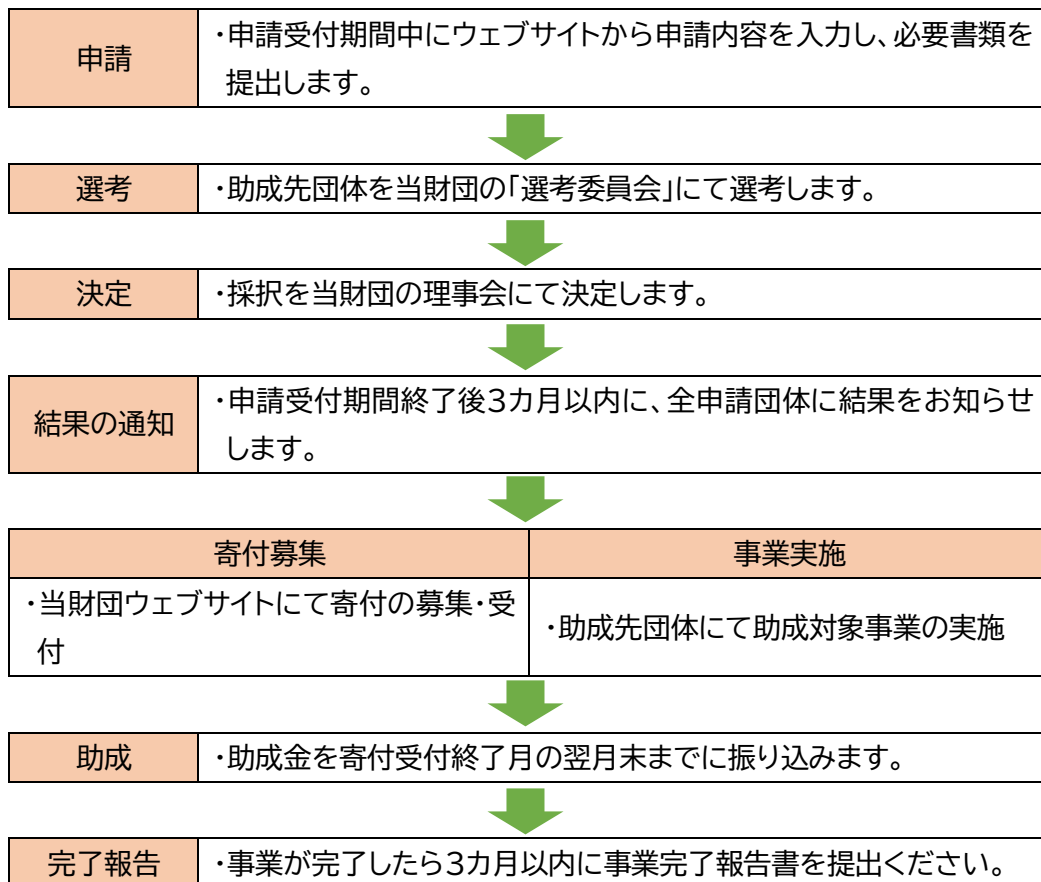 申請
・申請受付期間中にウェブサイトから申請内容を入力し、必要書類を
提出します。
選考
・助成先団体を当財団の「選考委員会」にて選考します。
決定
・採択を当財団の理事会にて決定します。
結果の通知
・申請受付期間終了後3カ月以内に、全申請団体に結果をお知らせ
します。
寄付募集
事業実施
・当財団ウェブサイトにて寄付の募集・受
付
・助成先団体にて助成対象事業の実施
助成
・助成金を寄付受付終了月の翌月末までに振り込みます。
完了報告
・事業が完了したら3カ月以内に事業完了報告書を提出ください。